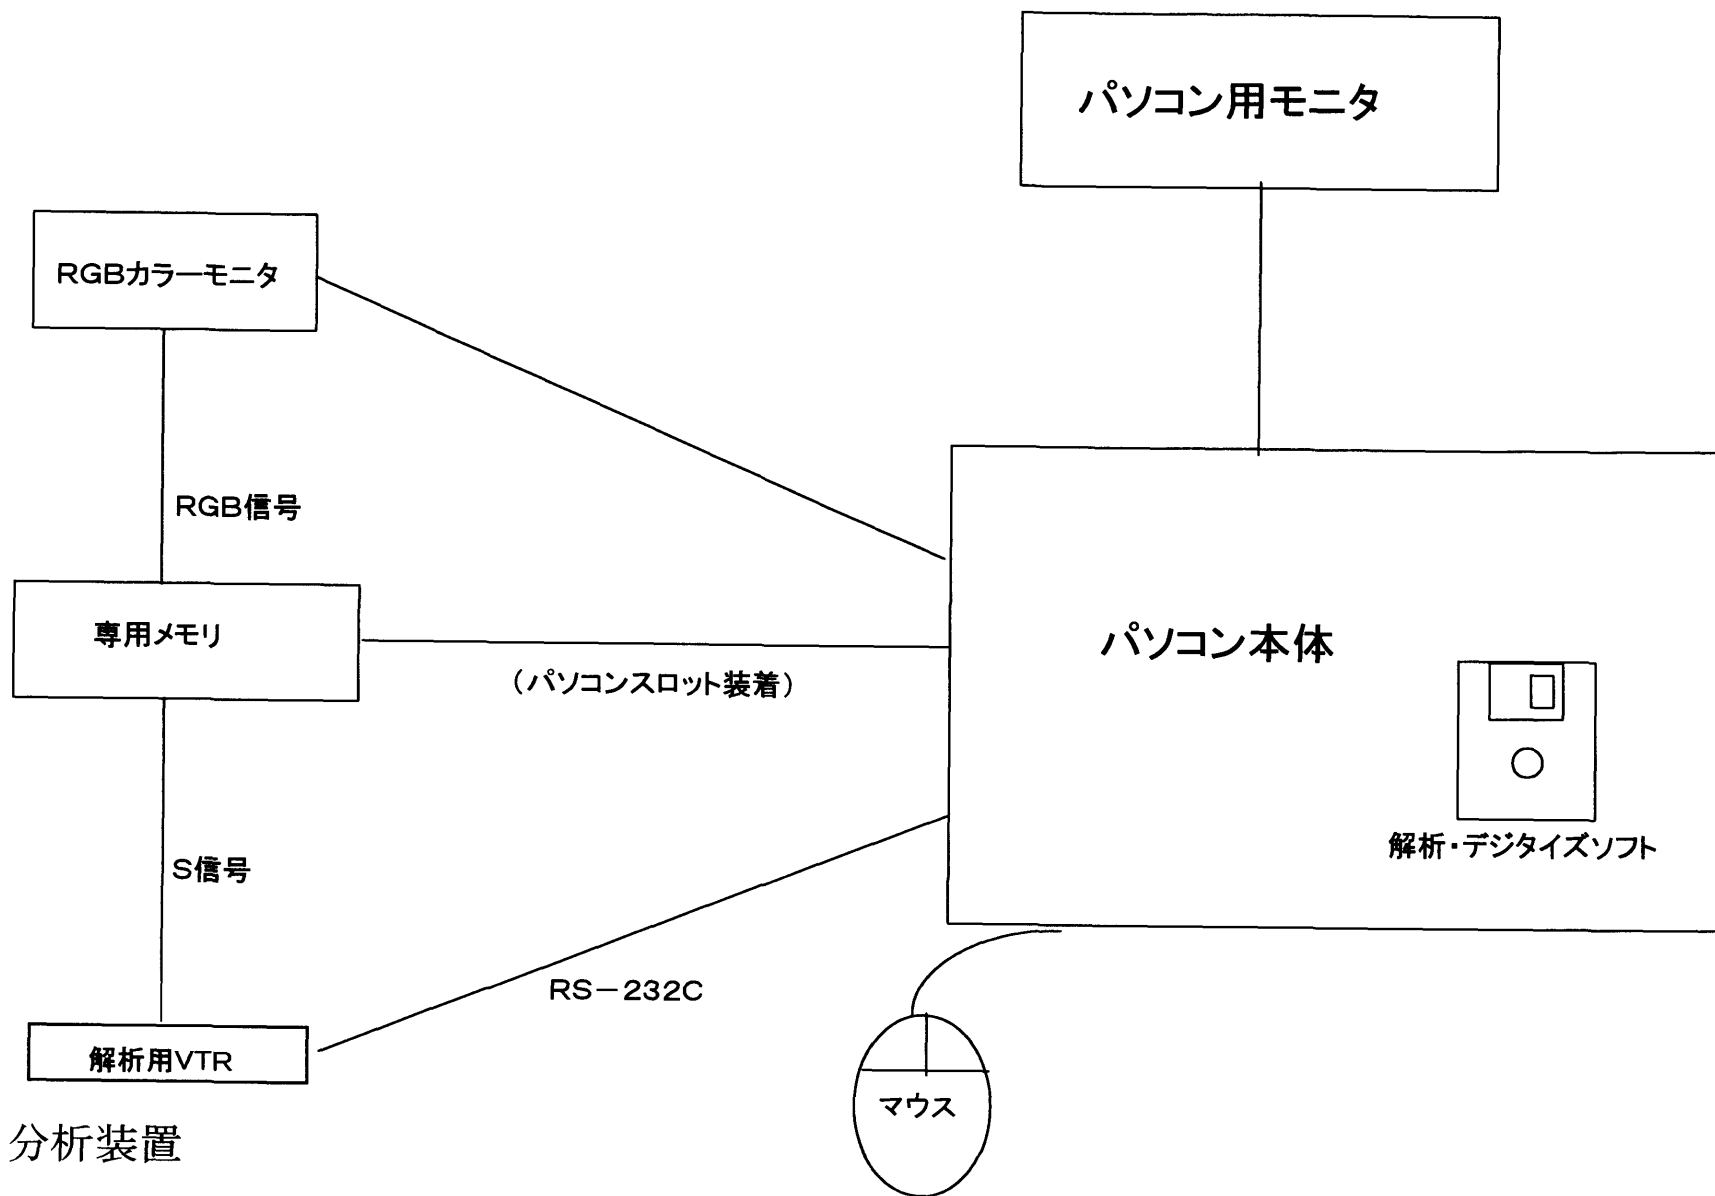 パソコン用モニタ
RGBカラーモニタ
RGB信号
専用メモリ
(パソコンスロット装着)
パソコン本体
解析・デジタイズソフト
S信号
RS-232C
解析用VTR
マウス
分析装置